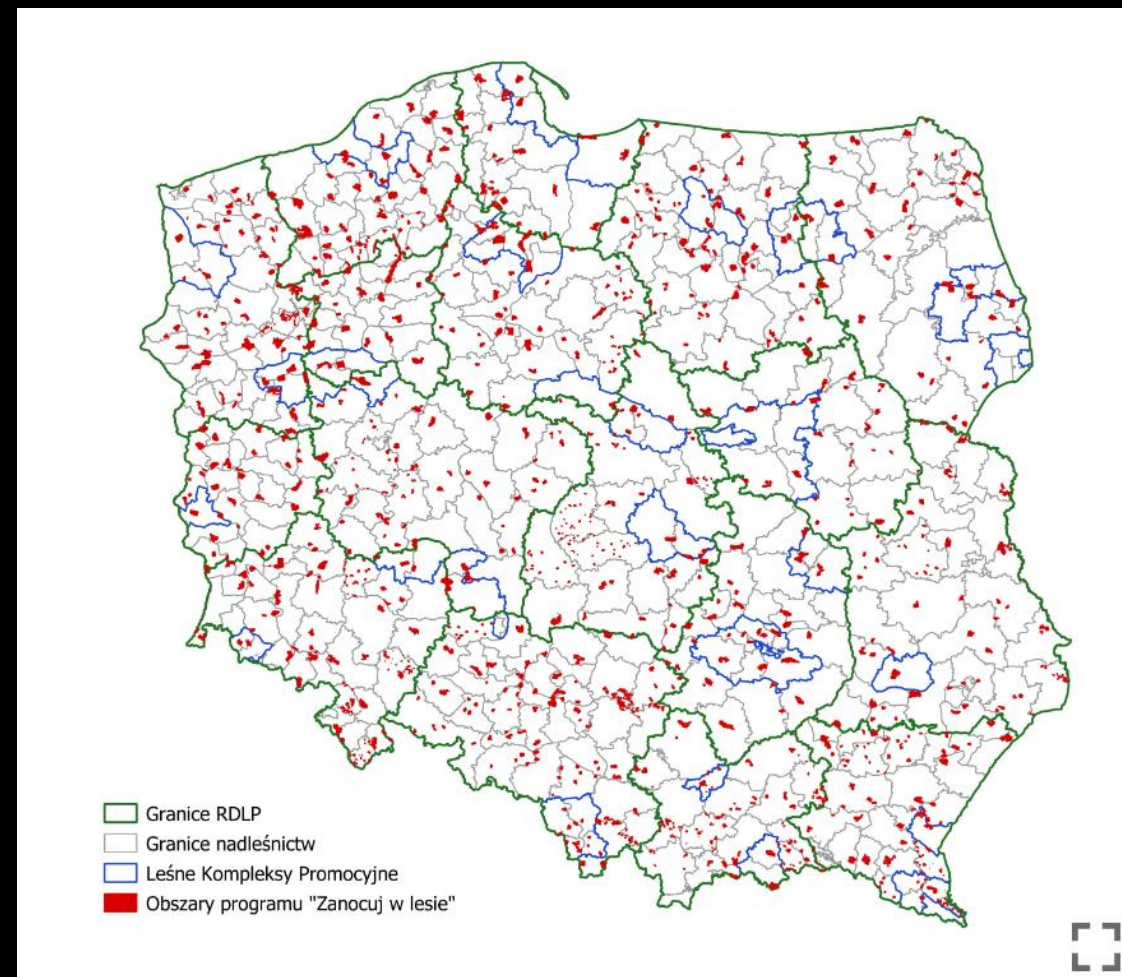 Granice RDLP
Granice nadleśnictw
Leśne Kompleksy Promocyjne
Obszary programu "Zanocuj w lesie"